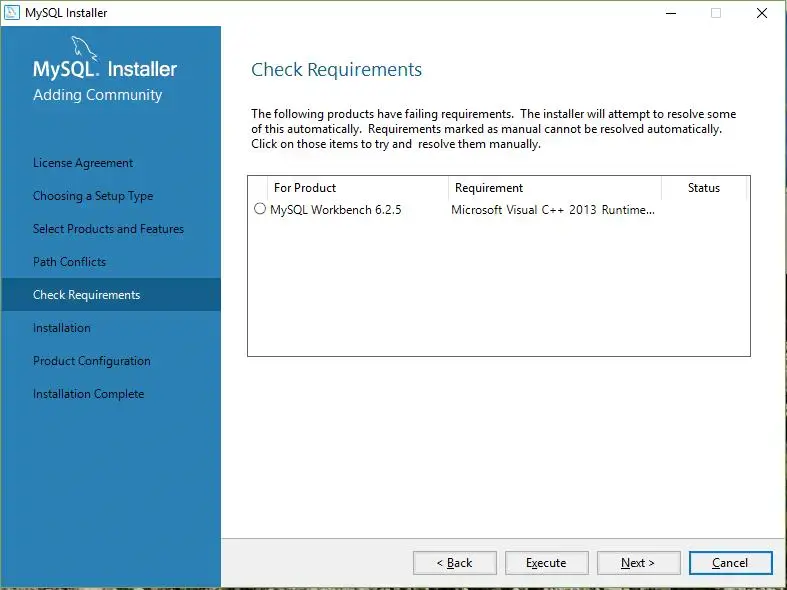 MySQL Installer
MySQL. Installer
Adding Community
License Agreement
Choosing a Setup Type
Select Products and Features
Path Conflicts
Check Requirements
Installation
Product Configuration
Installation Complete
Check Requirements
The following products have failing requirements. The installer will attempt to resolve some
of this automatically. Requirements marked as manual cannot be resolved automatically.
Click on those items to try and resolve them manually.
For Product Requirement Status
MySQL Workbench 6.2.5 Microsoft Visual C++ 2013 Runtime...
< Back Execute Next > Cancel